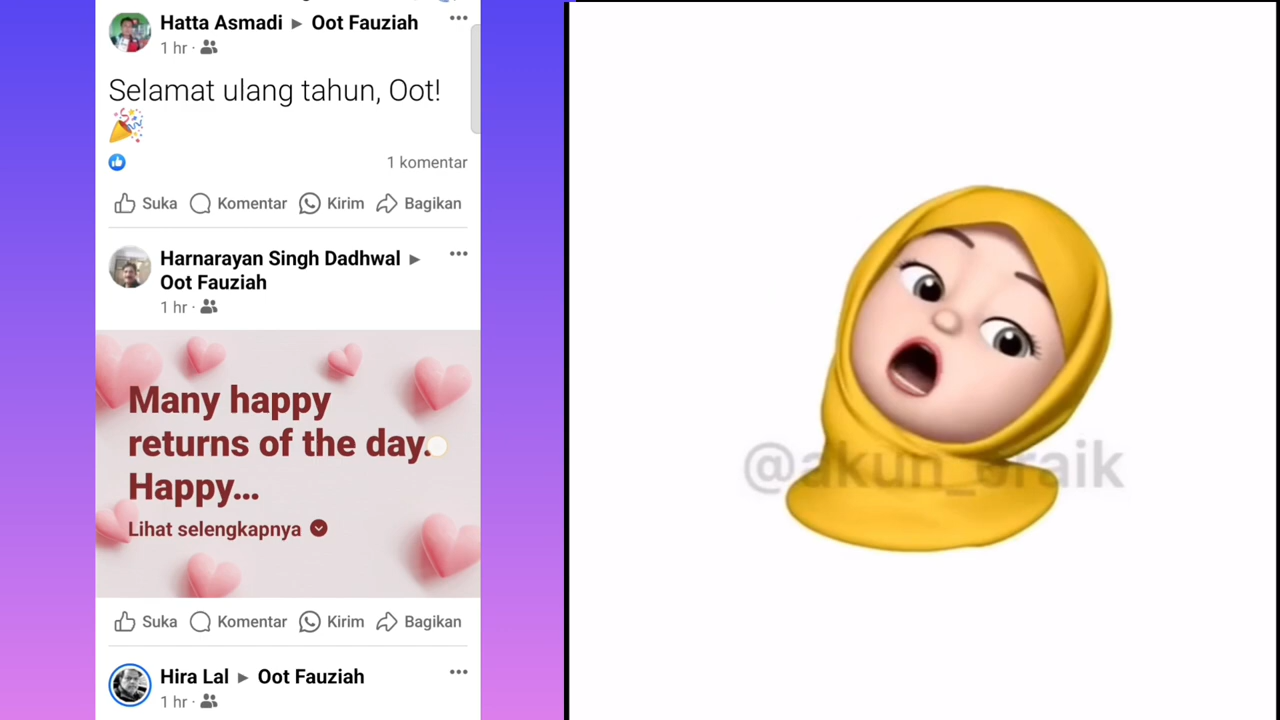 Hatta Asmadi ▸ Oot Fauziah
1 hr ·
Selamat ulang tahun, Oot!
1 komentar
Suka Komentar Kirim Bagikan
Harnarayan Singh Dadhwal ▸
Oot Fauziah
1 hr ·
Many happy
returns of the day.
Happy...
Lihat selengkapnya
Suka Komentar Kirim Bagikan
Hira Lal ▸ Oot Fauziah
1 hr ·